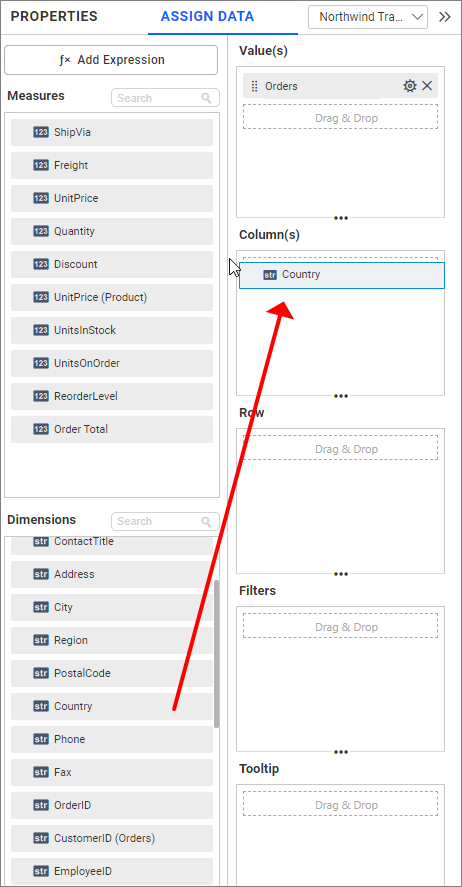 PROPERTIES
ASSIGN DATA
Northwind Tra...
ƒ× Add Expression
Measures
Search
123 ShipVia
123 Freight
123 UnitPrice
123 Quantity
123 Discount
123 UnitPrice (Product)
123 UnitsInStock
123 UnitsOnOrder
123 ReorderLevel
123 Order Total
Dimensions
Search
str ContactTitle
str Address
str City
str Region
str PostalCode
str Country
str Phone
str Fax
str OrderID
str CustomerID (Orders)
str EmployeeID
Value(s)
Orders
Drag & Drop
Column(s)
str Country
Row
Drag & Drop
Filters
Drag & Drop
Tooltip
Drag & Drop